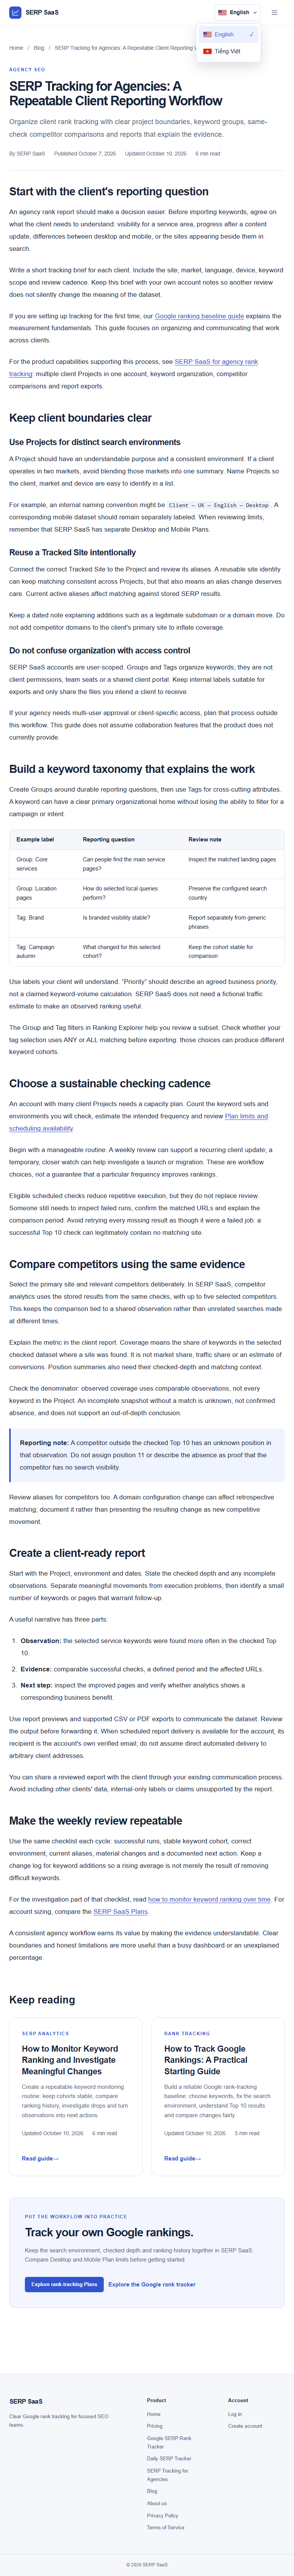 SERP SaaS
English
English
Tiếng Việt
Home / Blog / SERP Tracking for Agencies: A Repeatable Client Reporting
AGENCY SEO
SERP Tracking for Agencies: A
Repeatable Client Reporting Workflow
Organize client rank tracking with clear project boundaries, keyword groups, same-
check competitor comparisons and reports that explain the evidence.
By SERP SaaS Published October 7, 2026 Updated October 10, 2026 6 min read
Start with the client's reporting question
An agency rank report should make a decision easier. Before importing keywords, agree on
what the client needs to understand: visibility for a service area, progress after a content
update, differences between desktop and mobile, or the sites appearing beside them in
search.
Write a short tracking brief for each client. Include the site, market, language, device, keyword
scope and review cadence. Keep this brief with your own account notes so another review
does not silently change the meaning of the dataset.
If you are setting up tracking for the first time, our Google ranking baseline guide explains the
measurement fundamentals. This guide focuses on organizing and communicating that work
across clients.
For the product capabilities supporting this process, see SERP SaaS for agency rank
tracking: multiple client Projects in one account, keyword organization, competitor
comparisons and report exports.
Keep client boundaries clear
Use Projects for distinct search environments
A Project should have an understandable purpose and a consistent environment. If a client
operates in two markets, avoid blending those markets into one summary. Name Projects so
the client, market and device are easy to identify in a list.
For example, an internal naming convention might be Client — UK — English — Desktop . A
corresponding mobile dataset should remain separately labeled. When reviewing limits,
remember that SERP SaaS has separate Desktop and Mobile Plans.
Reuse a Tracked Site intentionally
Connect the correct Tracked Site to the Project and review its aliases. A reusable site identity
can keep matching consistent across Projects, but that also means an alias change deserves
care. Current active aliases affect matching against stored SERP results.
Keep a dated note explaining additions such as a legitimate subdomain or a domain move. Do
not add competitor domains to the client's primary site to inflate coverage.
Do not confuse organization with access control
SERP SaaS accounts are user-scoped. Groups and Tags organize keywords; they are not
client permissions, team seats or a shared client portal. Keep internal labels suitable for
exports and only share the files you intend a client to receive.
If your agency needs multi-user approval or client-specific access, plan that process outside
this workflow. The guide does not assume collaboration features that the product does not
currently provide.
Build a keyword taxonomy that explains the work
Create Groups around durable reporting questions, then use Tags for cross-cutting attributes.
A keyword can have a clear primary organizational home without losing the ability to filter for a
campaign or intent.
Example label Reporting question Review note
Group: Core services Can people find the main service pages? Inspect the matched landing pages
Group: Location pages How do selected local queries perform? Preserve the configured search country
Tag: Brand Is branded visibility stable? Report separately from generic phrases
Tag: Campaign autumn What changed for this selected cohort? Keep the cohort stable for comparison
Use labels your client will understand. “Priority” should describe an agreed business priority,
not a claimed keyword-volume calculation. SERP SaaS does not need a fictional traffic
estimate to make an observed ranking useful.
The Group and Tag filters in Ranking Explorer help you review a subset. Check whether your
tag selection uses ANY or ALL matching before exporting: those choices can produce different
keyword cohorts.
Choose a sustainable checking cadence
An account with many client Projects needs a capacity plan. Count the keyword sets and
environments you will check, estimate the intended frequency and review Plan limits and
scheduling availability.
Begin with a manageable routine. A weekly review can support a recurring client update; a
temporary, closer watch can help investigate a launch or migration. These are workflow
choices, not a guarantee that a particular frequency improves rankings.
Eligible scheduled checks reduce repetitive execution, but they do not replace review.
Someone still needs to inspect failed runs, confirm the matched URLs and explain the
comparison period. Avoid retrying every missing result as though it were a failed job: a
successful Top 10 check can legitimately contain no matching site.
Compare competitors using the same evidence
Select the primary site and relevant competitors deliberately. In SERP SaaS, competitor
analytics uses the stored results from the same checks, with up to five selected competitors.
This keeps the comparison tied to a shared observation rather than unrelated searches made
at different times.
Explain the metric in the client report. Coverage means the share of keywords in the selected
checked dataset where a site was found. It is not market share, traffic share or an estimate of
conversions. Position summaries also need their checked-depth and matching context.
Check the denominator: observed coverage uses comparable observations, not every
keyword in the Project. An incomplete snapshot without a match is unknown, not confirmed
absence, and does not support an out-of-depth conclusion.
Reporting note: A competitor outside the checked Top 10 has an unknown position in
that observation. Do not assign position 11 or describe the absence as proof that the
competitor has no search visibility.
Review aliases for competitors too. A domain configuration change can affect retrospective
matching; document it rather than presenting the resulting change as new competitive
movement.
Create a client-ready report
Start with the Project, environment and dates. State the checked depth and any incomplete
observations. Separate meaningful movements from execution problems, then identify a small
number of keywords or pages that warrant follow-up.
A useful narrative has three parts:
1. Observation: the selected service keywords were found more often in the checked Top
10.
2. Evidence: comparable successful checks, a defined period and the affected URLs.
3. Next step: inspect the improved pages and verify whether analytics shows a
corresponding business benefit.
Use report previews and supported CSV or PDF exports to communicate the dataset. Review
the output before forwarding it. When scheduled report delivery is available for the account, its
recipient is the account's own verified email; do not assume direct automated delivery to
arbitrary client addresses.
You can share a reviewed export with the client through your existing communication process.
Avoid including other clients' data, internal-only labels or claims unsupported by the report.
Make the weekly review repeatable
Use the same checklist each cycle: successful runs, stable keyword cohort, correct
environment, current aliases, material changes and a documented next action. Keep a
change log for keyword additions so a rising average is not merely the result of removing
difficult keywords.
For the investigation part of that checklist, read how to monitor keyword ranking over time. For
account sizing, compare the SERP SaaS Plans.
A consistent agency workflow earns its value by making the evidence understandable. Clear
boundaries and honest limitations are more useful than a busy dashboard or an unexplained
percentage.
Keep reading
SERP ANALYTICS
How to Monitor Keyword
Ranking and Investigate
Meaningful Changes
Create a repeatable keyword monitoring
routine: keep cohorts stable, compare
ranking history, investigate drops and turn
observations into next actions.
Updated October 10, 2026 6 min read
Read guide→
RANK TRACKING
How to Track Google
Rankings: A Practical
Starting Guide
Build a reliable Google rank-tracking
baseline: choose keywords, fix the search
environment, understand Top 10 results
and compare changes fairly.
Updated October 10, 2026 5 min read
Read guide→
PUT THE WORKFLOW INTO PRACTICE
Track your own Google rankings.
Keep the search environment, checked depth and ranking history together in SERP SaaS.
Compare Desktop and Mobile Plan limits before getting started.
Explore rank-tracking Plans Explore the Google rank tracker
SERP SaaS
Clear Google rank tracking for focused SEO
teams.
Product
Home
Pricing
Google SERP Rank
Tracker
Daily SERP Tracker
SERP Tracking for
Agencies
Blog
About us
Privacy Policy
Terms of Service
Account
Log in
Create account
© 2026 SERP SaaS